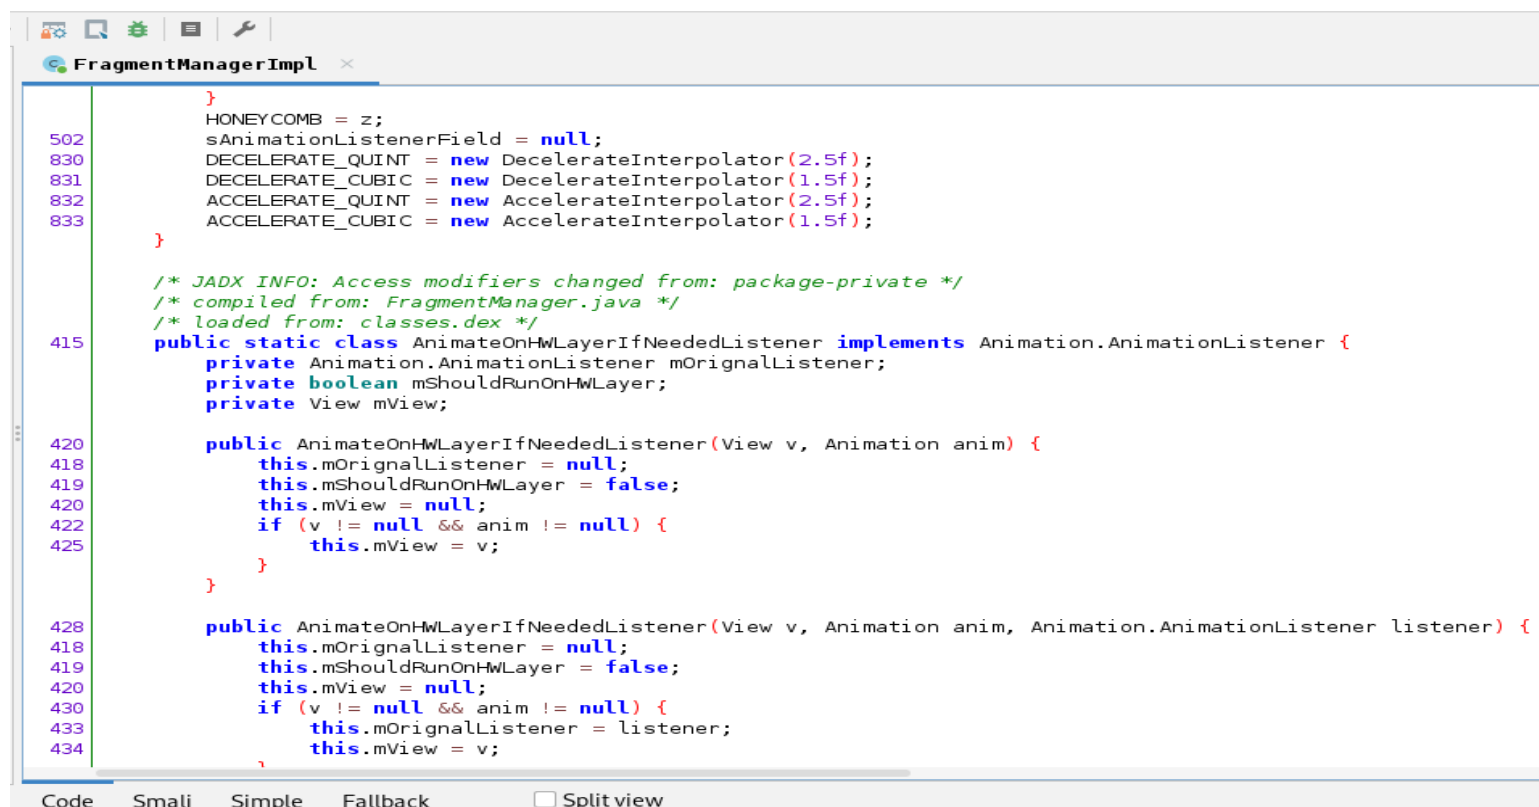 FragmentManagerImpl
}
HONEYCOMB = z;
502 sAnimationListenerField = null;
830 DECELERATE_QUINT = new DecelerateInterpolator(2.5f);
831 DECELERATE_CUBIC = new DecelerateInterpolator(1.5f);
832 ACCELERATE_QUINT = new AccelerateInterpolator(2.5f);
833 ACCELERATE_CUBIC = new AccelerateInterpolator(1.5f);
}
/* JADX INFO: Access modifiers changed from: package-private */
/* compiled from: FragmentManager.java */
/* loaded from: classes.dex */
415 public static class AnimateOnHWLayerIfNeededListener implements Animation.AnimationListener {
private Animation.AnimationListener mOrignalListener;
private boolean mShouldRunOnHWLayer;
private View mView;
420 public AnimateOnHWLayerIfNeededListener(View v, Animation anim) {
418 this.mOrignalListener = null;
419 this.mShouldRunOnHWLayer = false;
420 this.mView = null;
422 if (v != null && anim != null) {
425 this.mView = v;
}
}
428 public AnimateOnHWLayerIfNeededListener(View v, Animation anim, Animation.AnimationListener listener) {
418 this.mOrignalListener = null;
419 this.mShouldRunOnHWLayer = false;
420 this.mView = null;
430 if (v != null && anim != null) {
433 this.mOrignalListener = listener;
434 this.mView = v;
}
Code Smali Simple Fallback Split view